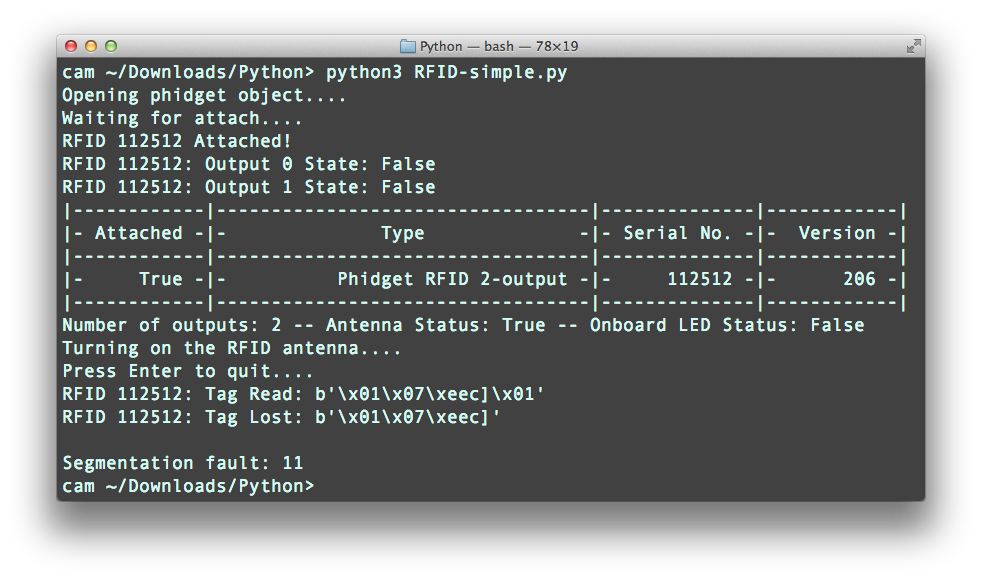 Python — bash — 78×19
cam ~/Downloads/Python> python3 RFID-simple.py
Opening phidget object....
Waiting for attach....
RFID 112512 Attached!
RFID 112512: Output 0 State: False
RFID 112512: Output 1 State: False
|------------|----------------------------------|--------------|------------|
|- Attached -|-              Type              -|- Serial No. -|-  Version -|
|------------|----------------------------------|--------------|------------|
|-     True -|-          Phidget RFID 2-output -|-     112512 -|-      206 -|
|------------|----------------------------------|--------------|------------|
Number of outputs: 2 -- Antenna Status: True -- Onboard LED Status: False
Turning on the RFID antenna....
Press Enter to quit....
RFID 112512: Tag Read: b'\x01\x07\xeec]\x01'
RFID 112512: Tag Lost: b'\x01\x07\xeec]'
Segmentation fault: 11
cam ~/Downloads/Python>